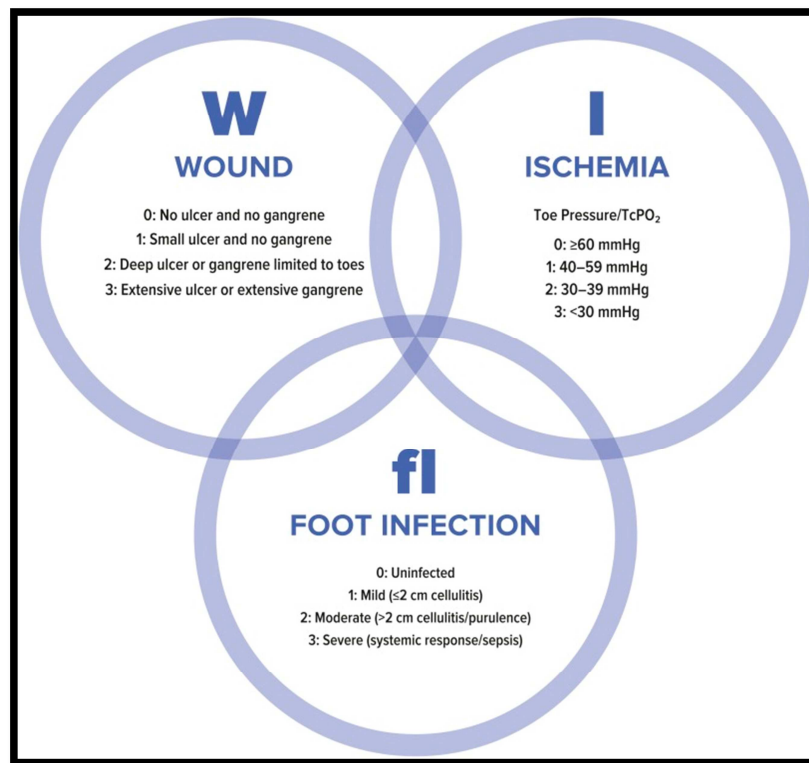 W
WOUND
0: No ulcer and no gangrene
1: Small ulcer and no gangrene
2: Deep ulcer or gangrene limited to toes
3: Extensive ulcer or extensive gangrene
I
ISCHEMIA
Toe Pressure/TcPO₂
0: ≥60 mmHg
1: 40–59 mmHg
2: 30–39 mmHg
3: <30 mmHg
fI
FOOT INFECTION
0: Uninfected
1: Mild (≤2 cm cellulitis)
2: Moderate (>2 cm cellulitis/purulence)
3: Severe (systemic response/sepsis)